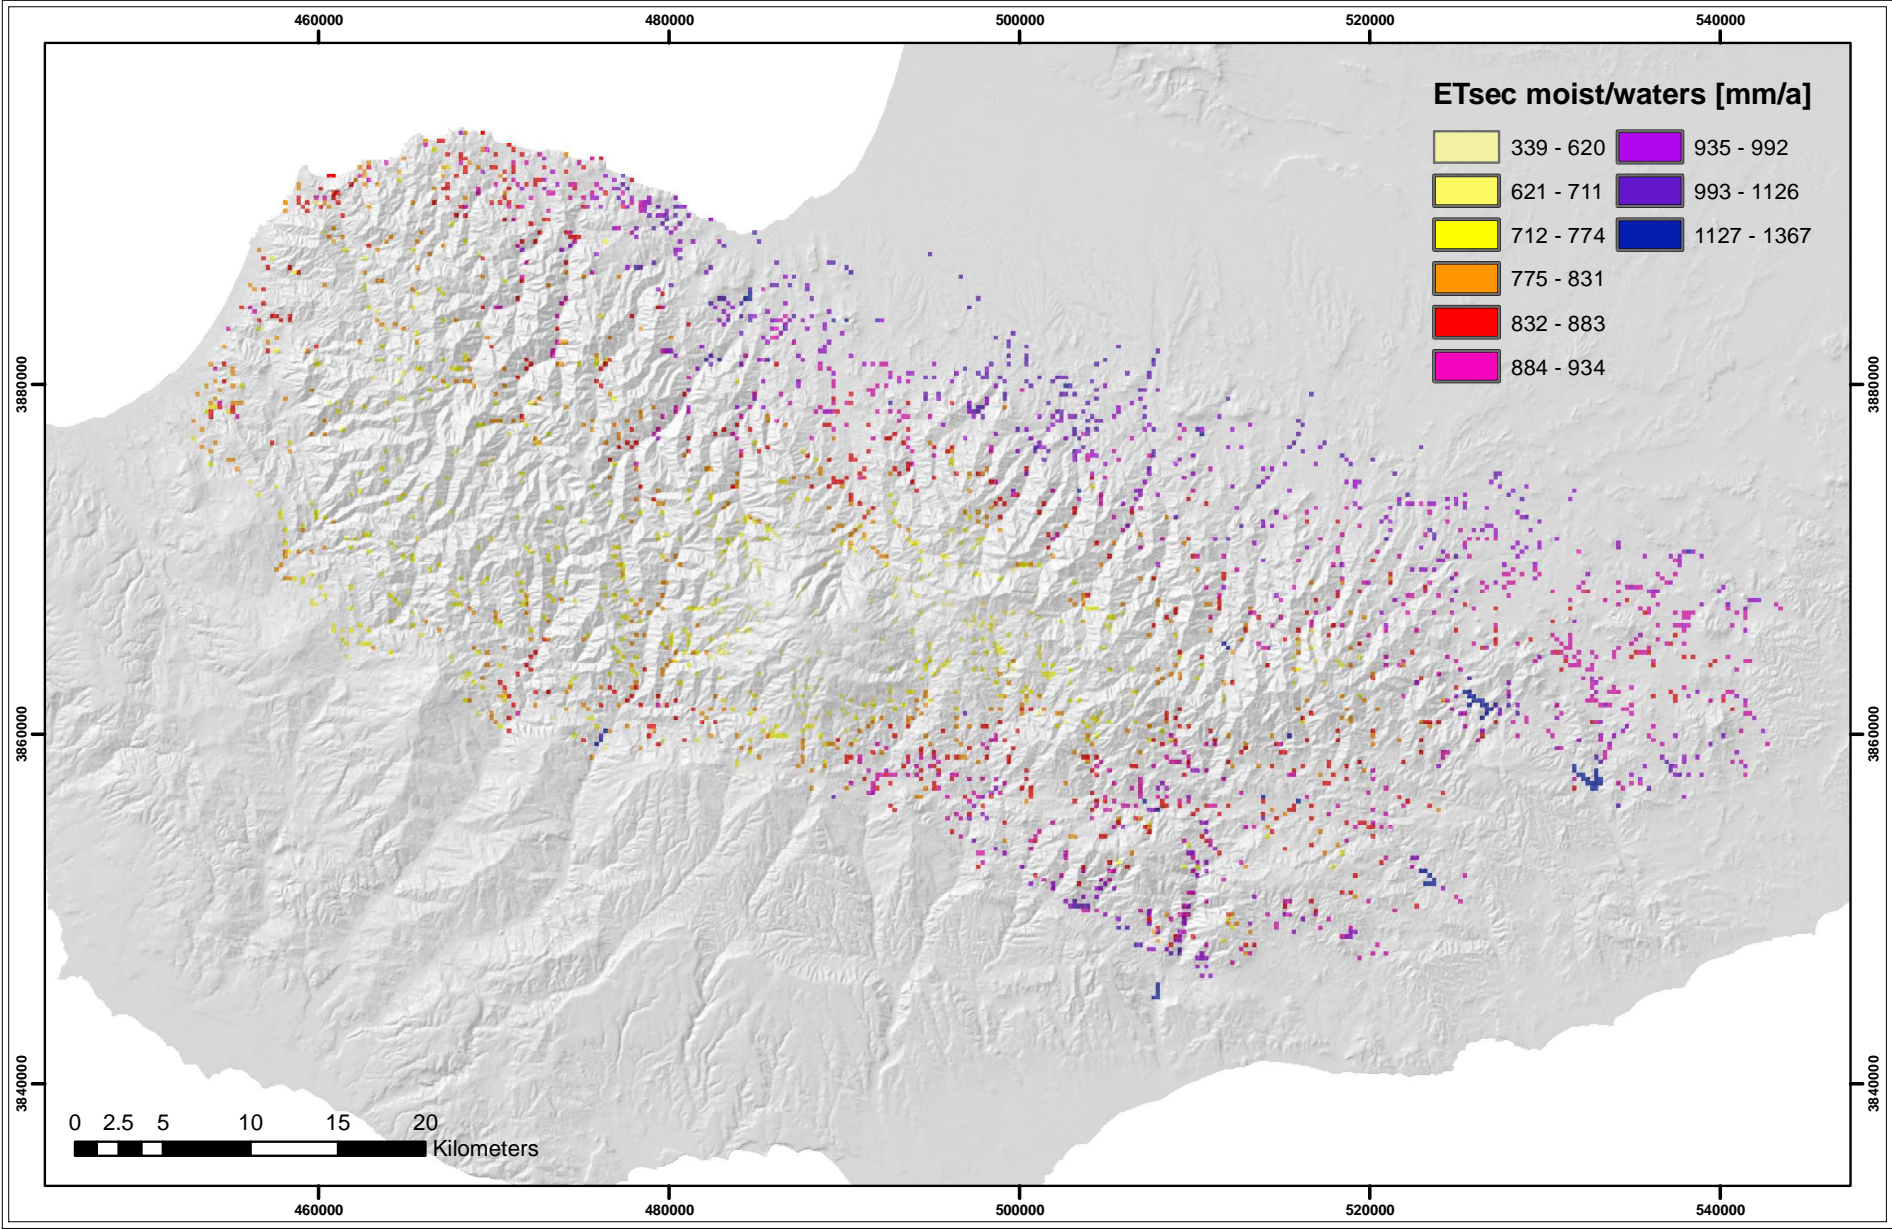 460000 480000 500000 520000 540000
ETsec moist/waters [mm/a]
339 - 620 935 - 992
621 - 711 993 - 1126
712 - 774 1127 - 1367
775 - 831
832 - 883
884 - 934
3880000 3880000
3860000 3860000
3840000 3840000
0 2.5 5 10 15 20
Kilometers
460000 480000 500000 520000 540000